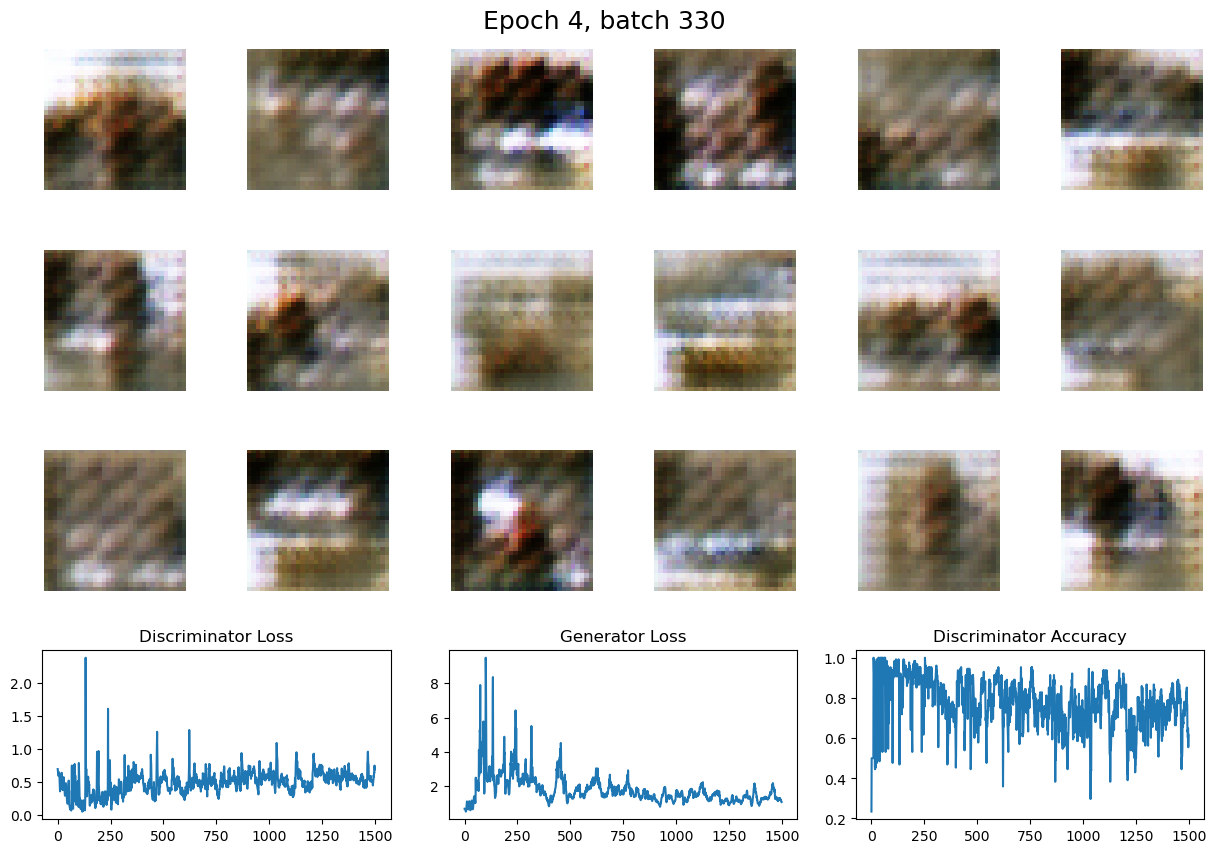 Epoch 4, batch 330
Discriminator Loss
Generator Loss
Discriminator Accuracy
2.0
1.5
1.0
0.5
0.0
0 250 500 750 1000 1250 1500
8
6
4
2
0 250 500 750 1000 1250 1500
1.0
0.8
0.6
0.4
0.2
0 250 500 750 1000 1250 1500